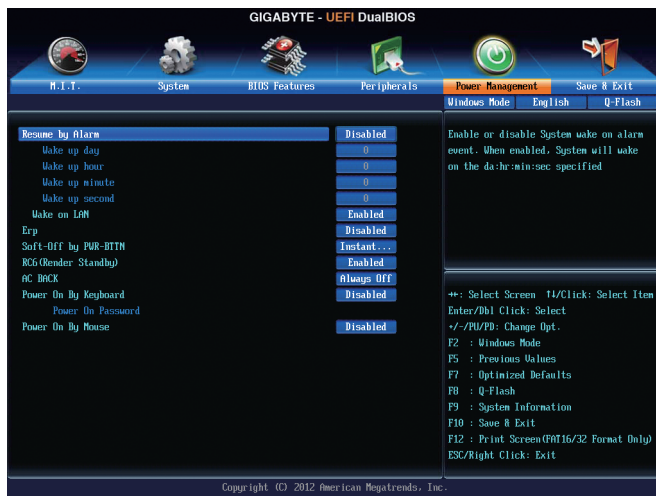 GIGABYTE - UEFI DualBIOS
M.I.T. System BIOS Features Peripherals Power Management Save & Exit
Windows Mode English Q-Flash
Resume by Alarm Disabled
Wake up day 0
Wake up hour 0
Wake up minute 0
Wake up second 0
Wake on LAN Enabled
Erp Disabled
Soft-Off by PWR-BTTN Instant...
RC6(Render Standby) Enabled
AC BACK Always Off
Power On By Keyboard Disabled
Power On Password
Power On By Mouse Disabled
Enable or disable System wake on alarm
event. When enabled, System will wake
on the da:hr:min:sec specified
→←: Select Screen ↑↓/Click: Select Item
Enter/Dbl Click: Select
+/-/PU/PD: Change Opt.
F2 : Windows Mode
F5 : Previous Values
F7 : Optimized Defaults
F8 : Q-Flash
F9 : System Information
F10 : Save & Exit
F12 : Print Screen(FAT16/32 Format Only)
ESC/Right Click: Exit
Copyright (C) 2012 American Megatrends, Inc.